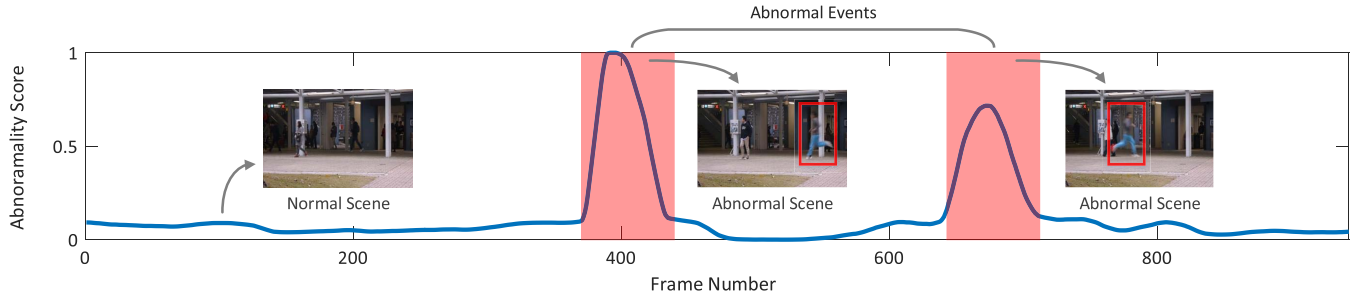 Abnormal Events
1
0.5
0
Abnoramality Score
Normal Scene
Abnormal Scene
Abnormal Scene
0
200
400
600
800
Frame Number